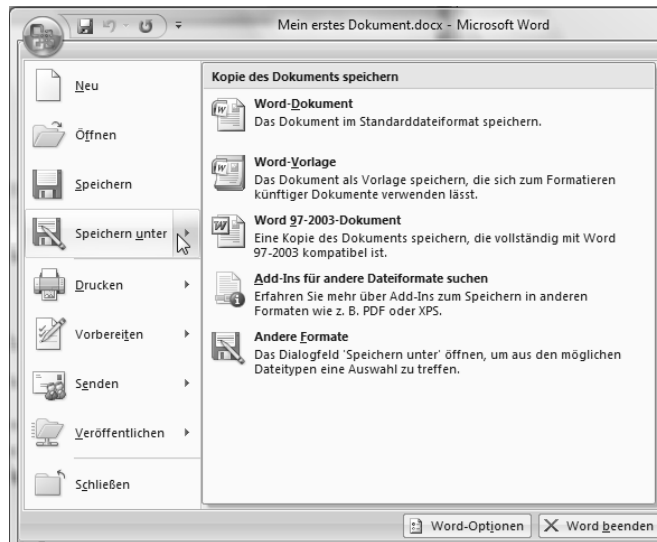 Mein erstes Dokument.docx - Microsoft Word
Neu
Öffnen
Speichern
Speichern unter
Drucken
Vorbereiten
Senden
Veröffentlichen
Schließen
Kopie des Dokuments speichern
Word-Dokument
Das Dokument im Standarddateiformat speichern.
Word-Vorlage
Das Dokument als Vorlage speichern, die sich zum Formatieren
künftiger Dokumente verwenden lässt.
Word 97-2003-Dokument
Eine Kopie des Dokuments speichern, die vollständig mit Word
97-2003 kompatibel ist.
Add-Ins für andere Dateiformate suchen
Erfahren Sie mehr über Add-Ins zum Speichern in anderen
Formaten wie z. B. PDF oder XPS.
Andere Formate
Das Dialogfeld 'Speichern unter' öffnen, um aus den möglichen
Dateitypen eine Auswahl zu treffen.
Word-Optionen
Word beenden